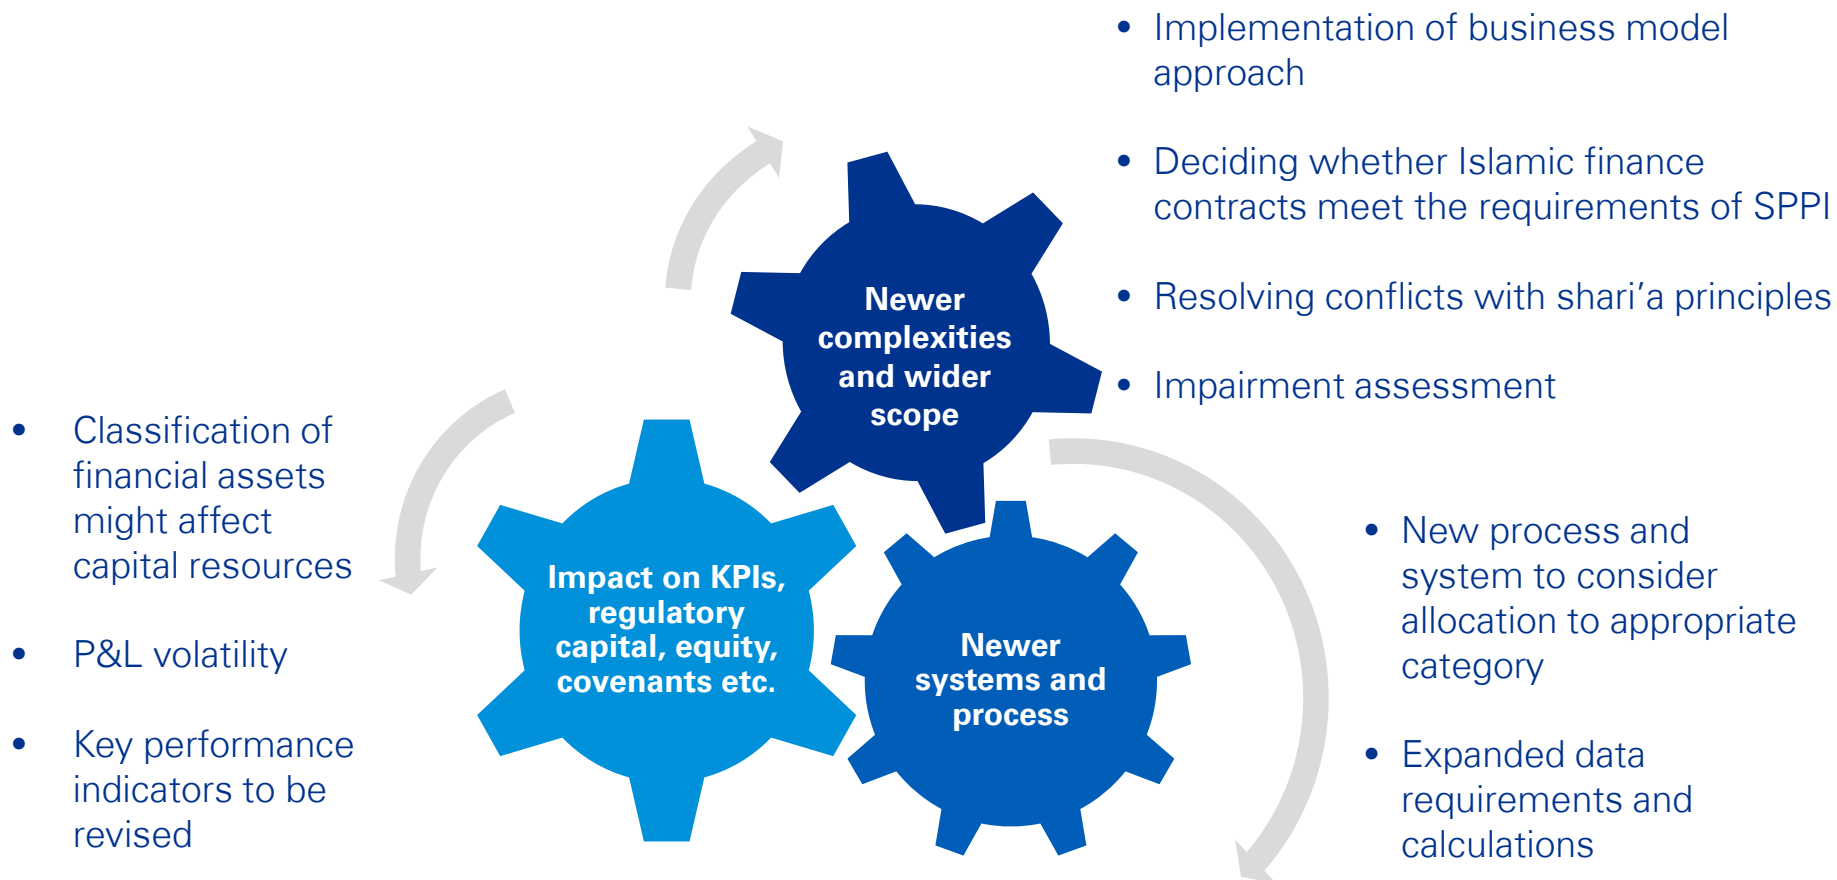 • Implementation of business model
approach
• Deciding whether Islamic finance
contracts meet the requirements of SPPI
• Resolving conflicts with shari’a principles
• Impairment assessment
Newer
complexities
and wider
scope
• Classification of
financial assets
might affect
capital resources
• P&L volatility
• Key performance
indicators to be
revised
Impact on KPIs,
regulatory
capital, equity,
covenants etc.
Newer
systems and
process
• New process and
system to consider
allocation to appropriate
category
• Expanded data
requirements and
calculations